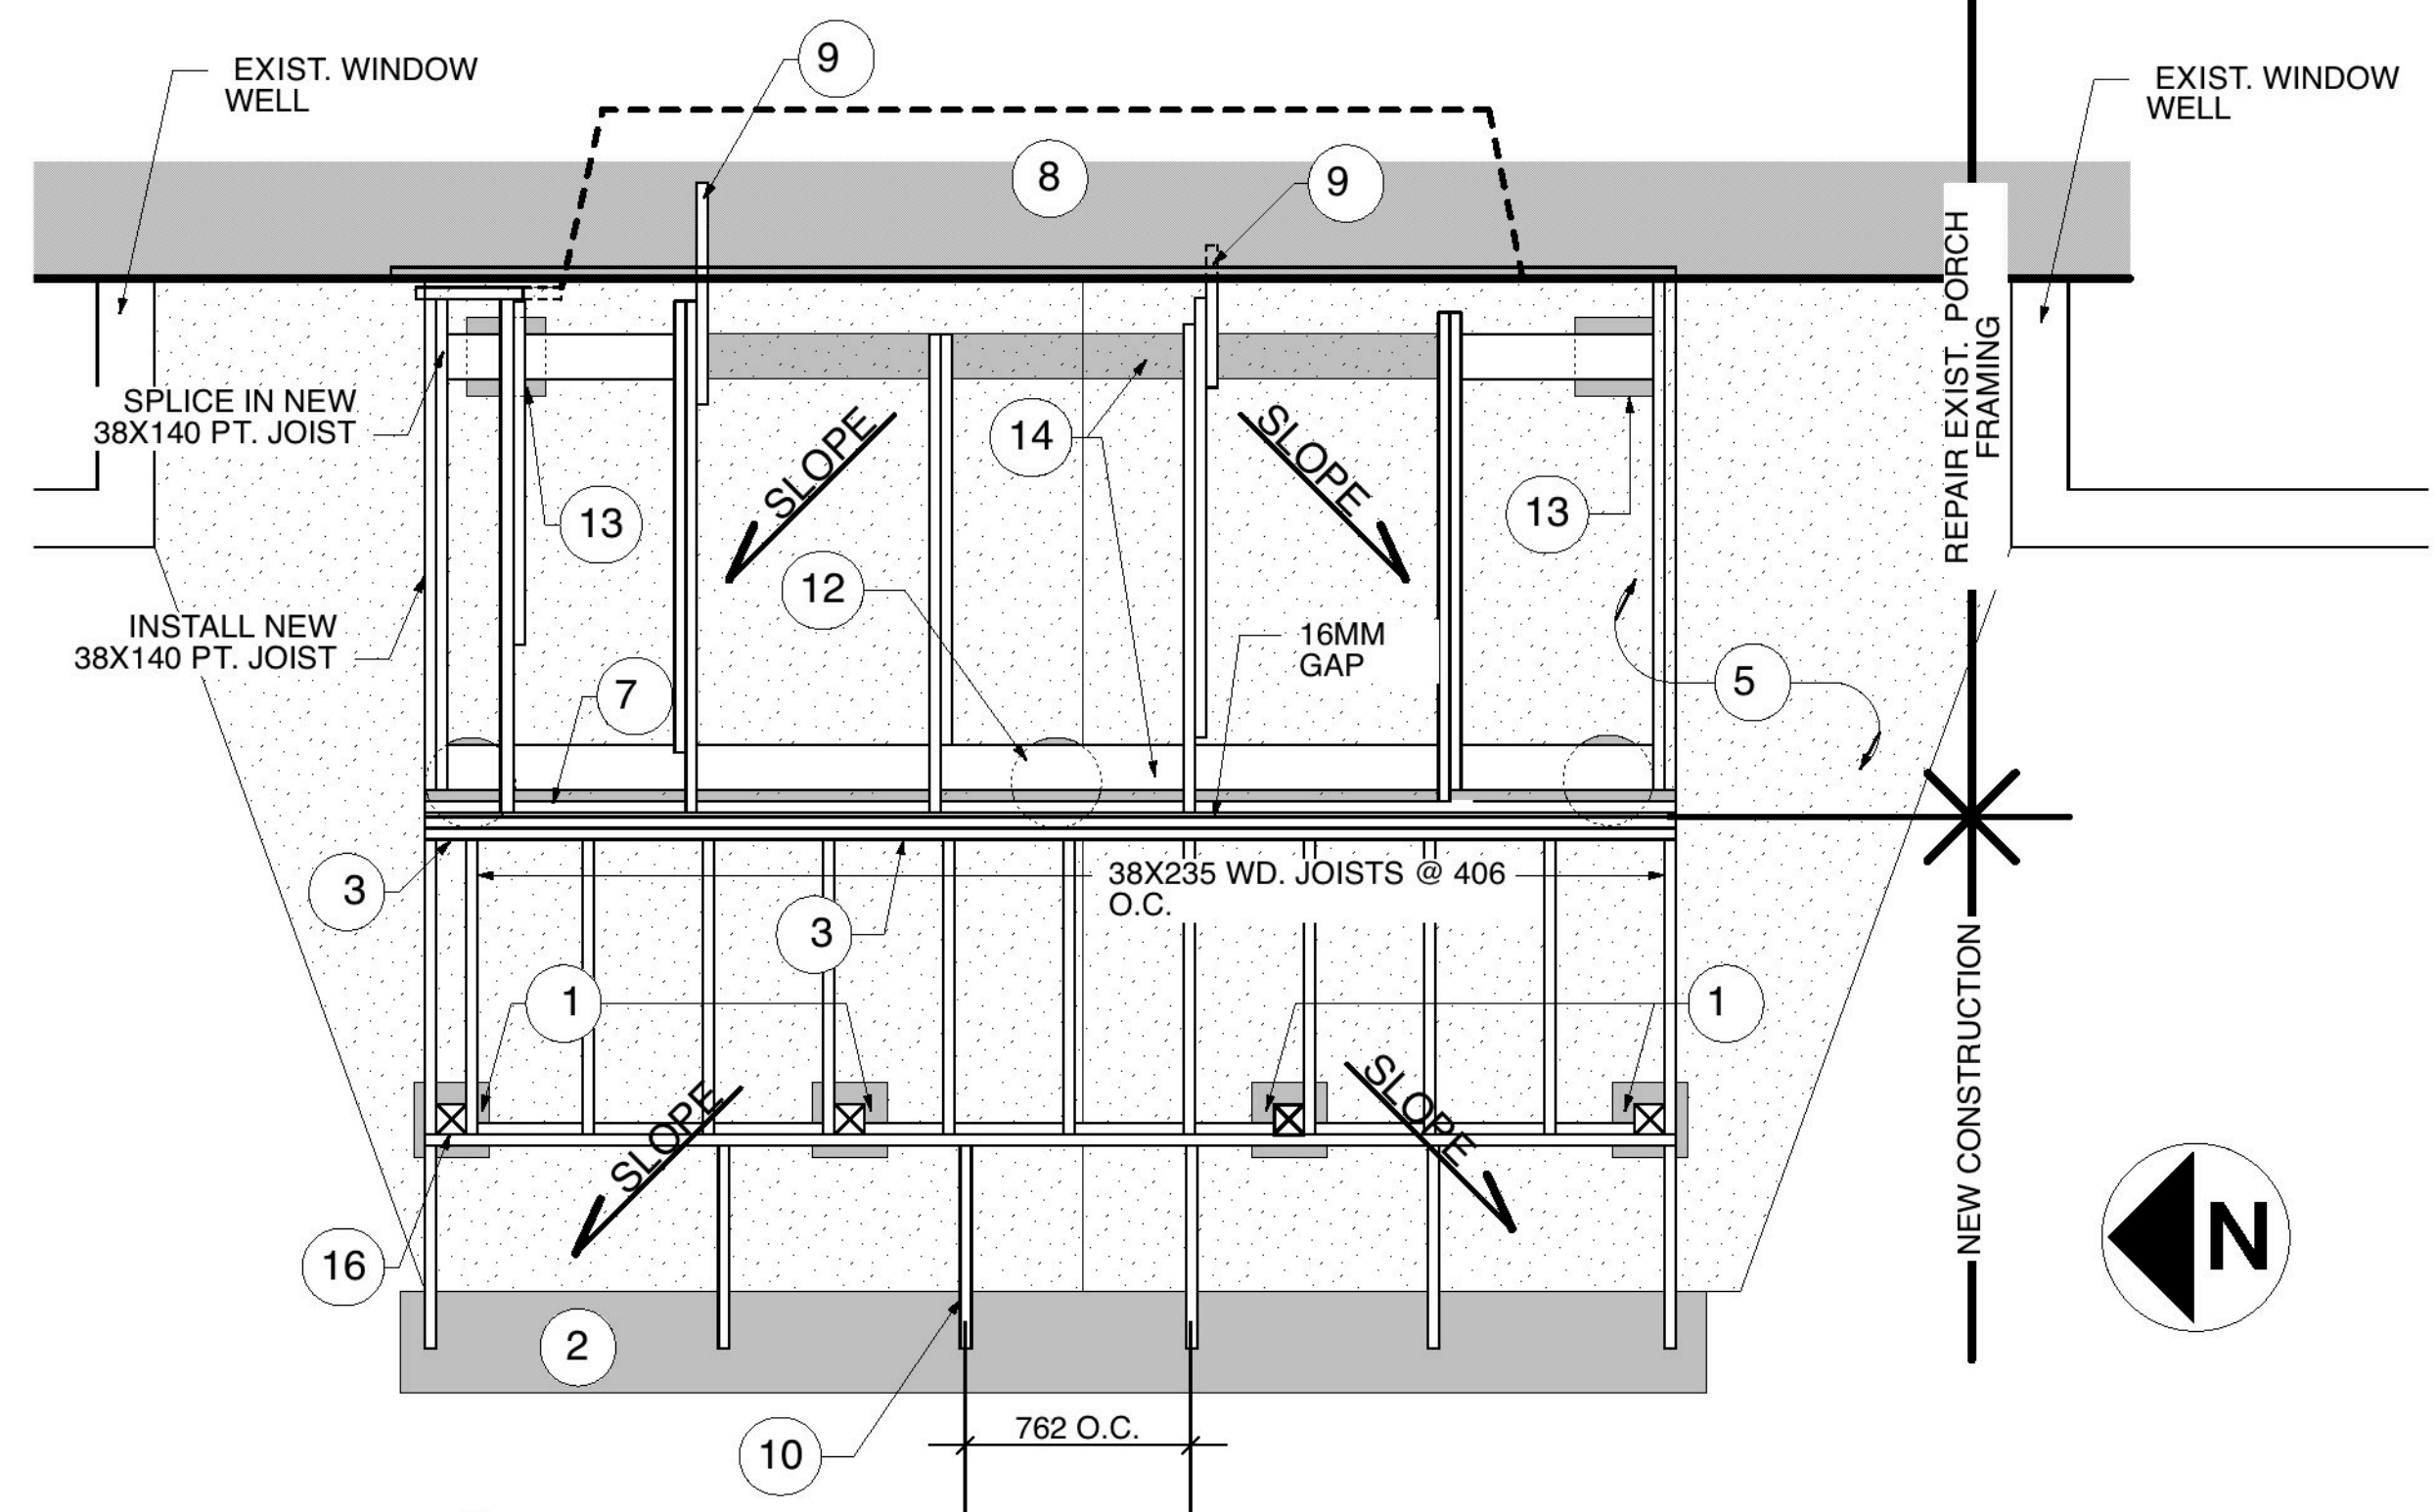 9
EXIST. WINDOW
WELL
EXIST. WINDOW
WELL
8
9
REPAIR EXIST. PORCH
FRAMING
SPLICE IN NEW
38X140 PT. JOIST
SLOPE
14
SLOPE
13
13
12
INSTALL NEW
38X140 PT. JOIST
16MM
GAP
7
5
3
38X235 WD. JOISTS @ 406
O.C.
3
1
1
NEW CONSTRUCTION
SLOPE
SLOPE
16
N
2
762 O.C.
10